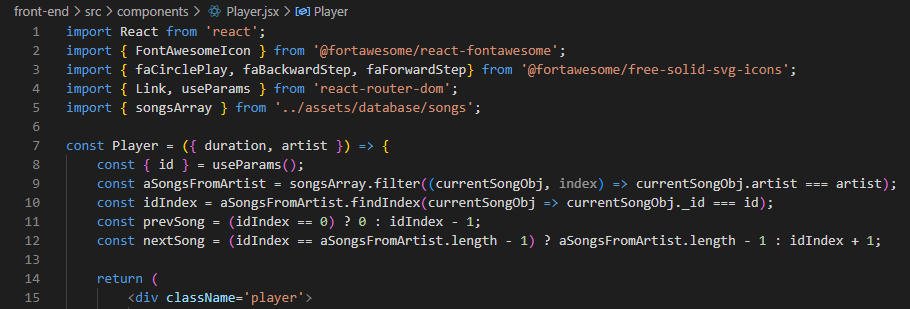 front-end > src > components > Player.jsx > Player
1 import React from 'react';
2 import { FontAwesomeIcon } from '@fortawesome/react-fontawesome';
3 import { faCirclePlay, faBackwardStep, faForwardStep} from '@fortawesome/free-solid-svg-icons';
4 import { Link, useParams } from 'react-router-dom';
5 import { songsArray } from '../assets/database/songs';
6
7 const Player = ({ duration, artist }) => {
8 const { id } = useParams();
9 const aSongsFromArtist = songsArray.filter((currentSongObj, index) => currentSongObj.artist === artist);
10 const idIndex = aSongsFromArtist.findIndex(currentSongObj => currentSongObj._id === id);
11 const prevSong = (idIndex == 0) ? 0 : idIndex - 1;
12 const nextSong = (idIndex == aSongsFromArtist.length - 1) ? aSongsFromArtist.length - 1 : idIndex + 1;
13
14 return (
15 <div className='player'>